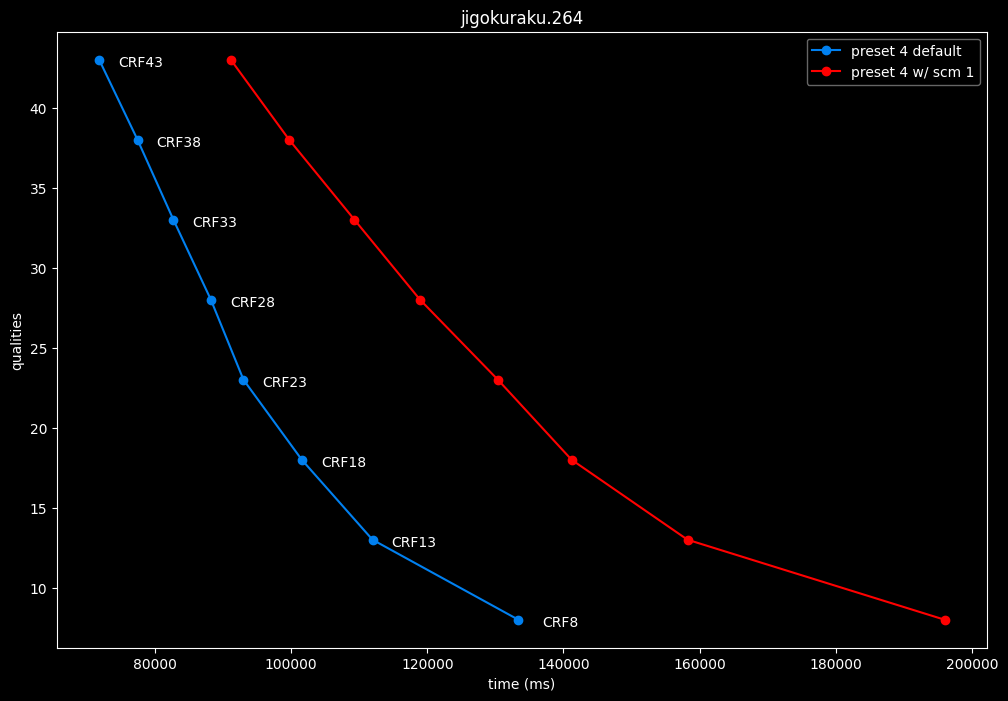 jigokuraku.264
preset 4 default
preset 4 w/ scm 1
CRF43
CRF38
CRF33
CRF28
CRF23
CRF18
CRF13
CRF8
qualities
40
35
30
25
20
15
10
80000 100000 120000 140000 160000 180000 200000
time (ms)